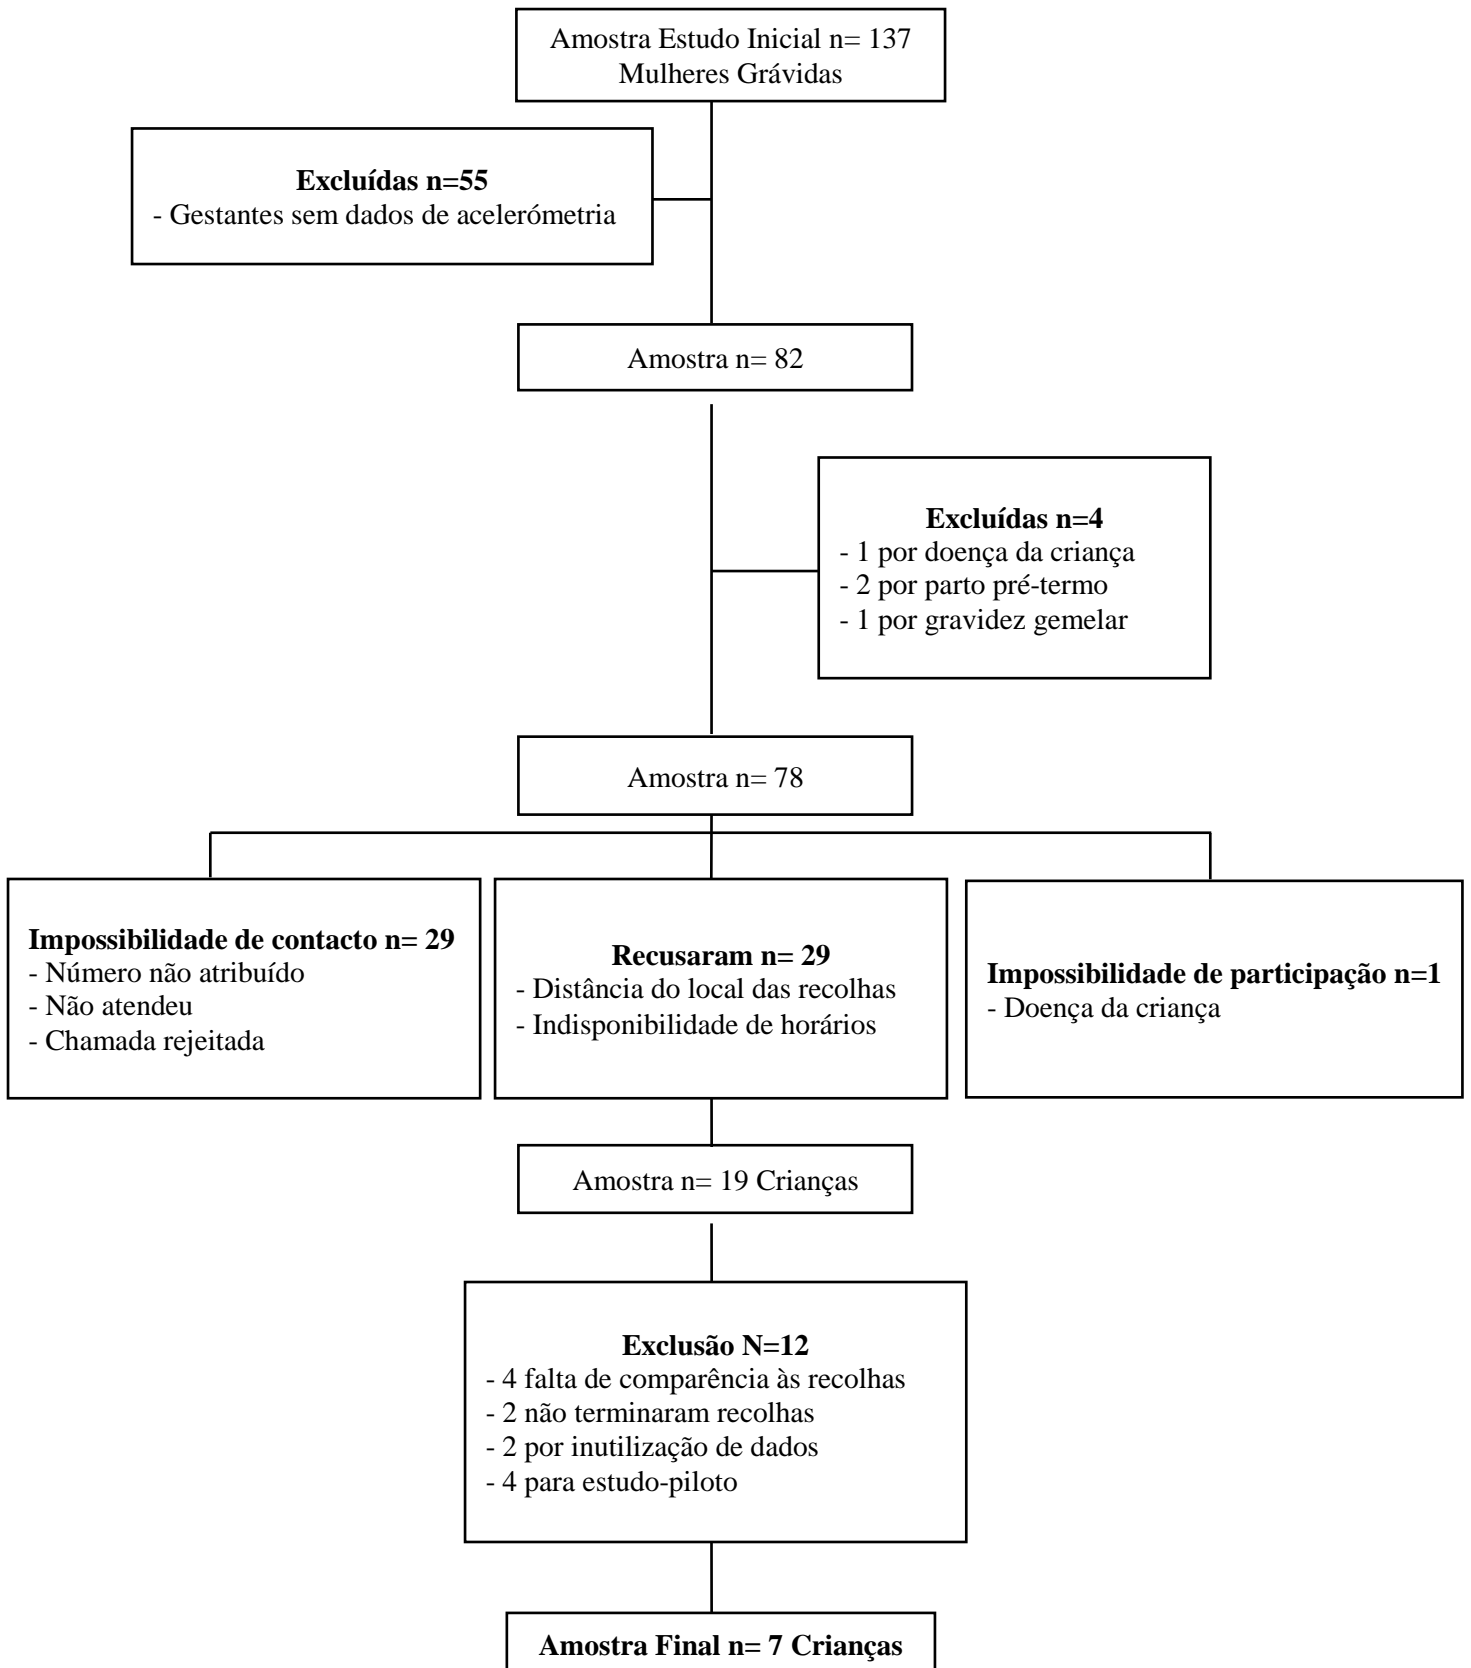 Amostra Estudo Inicial n= 137
Mulheres Grávidas
Excluídas n=55
- Gestantes sem dados de acelerómetria
Amostra n= 82
Excluídas n=4
- 1 por doença da criança
- 2 por parto pré-termo
- 1 por gravidez gemelar
Amostra n= 78
Impossibilidade de contacto n= 29
- Número não atribuído
- Não atendeu
- Chamada rejeitada
Recusaram n= 29
- Distância do local das recolhas
- Indisponibilidade de horários
Impossibilidade de participação n=1
- Doença da criança
Amostra n= 19 Crianças
Exclusão N=12
- 4 falta de comparência às recolhas
- 2 não terminaram recolhas
- 2 por inutilização de dados
- 4 para estudo-piloto
Amostra Final n= 7 Crianças